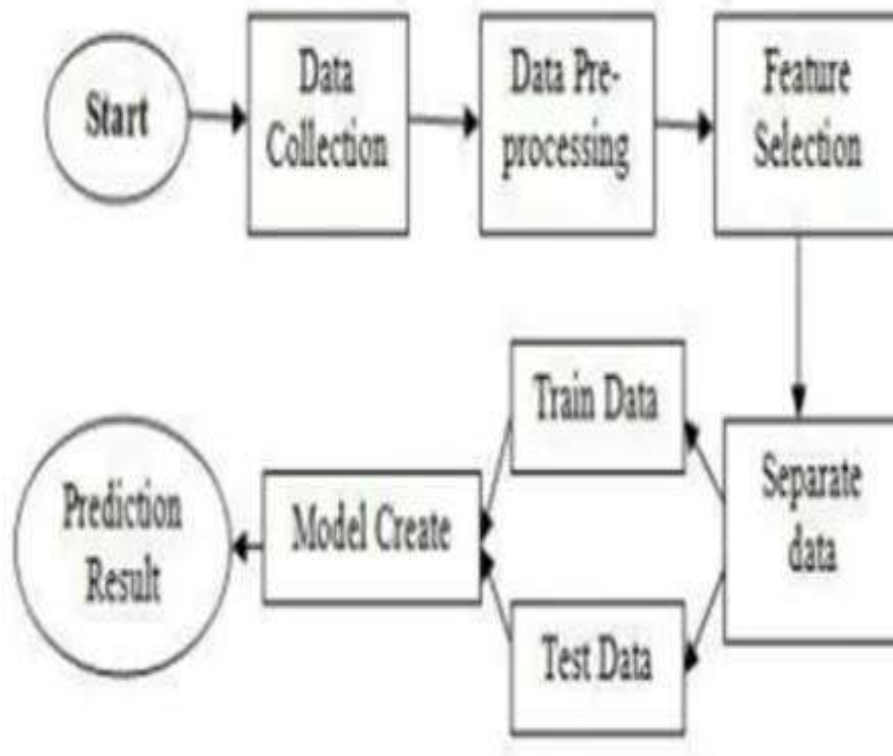 Start
Data
Collection
Data Pre-
processing
Feature
Selection
Separate
data
Train Data
Test Data
Model Create
Prediction
Result